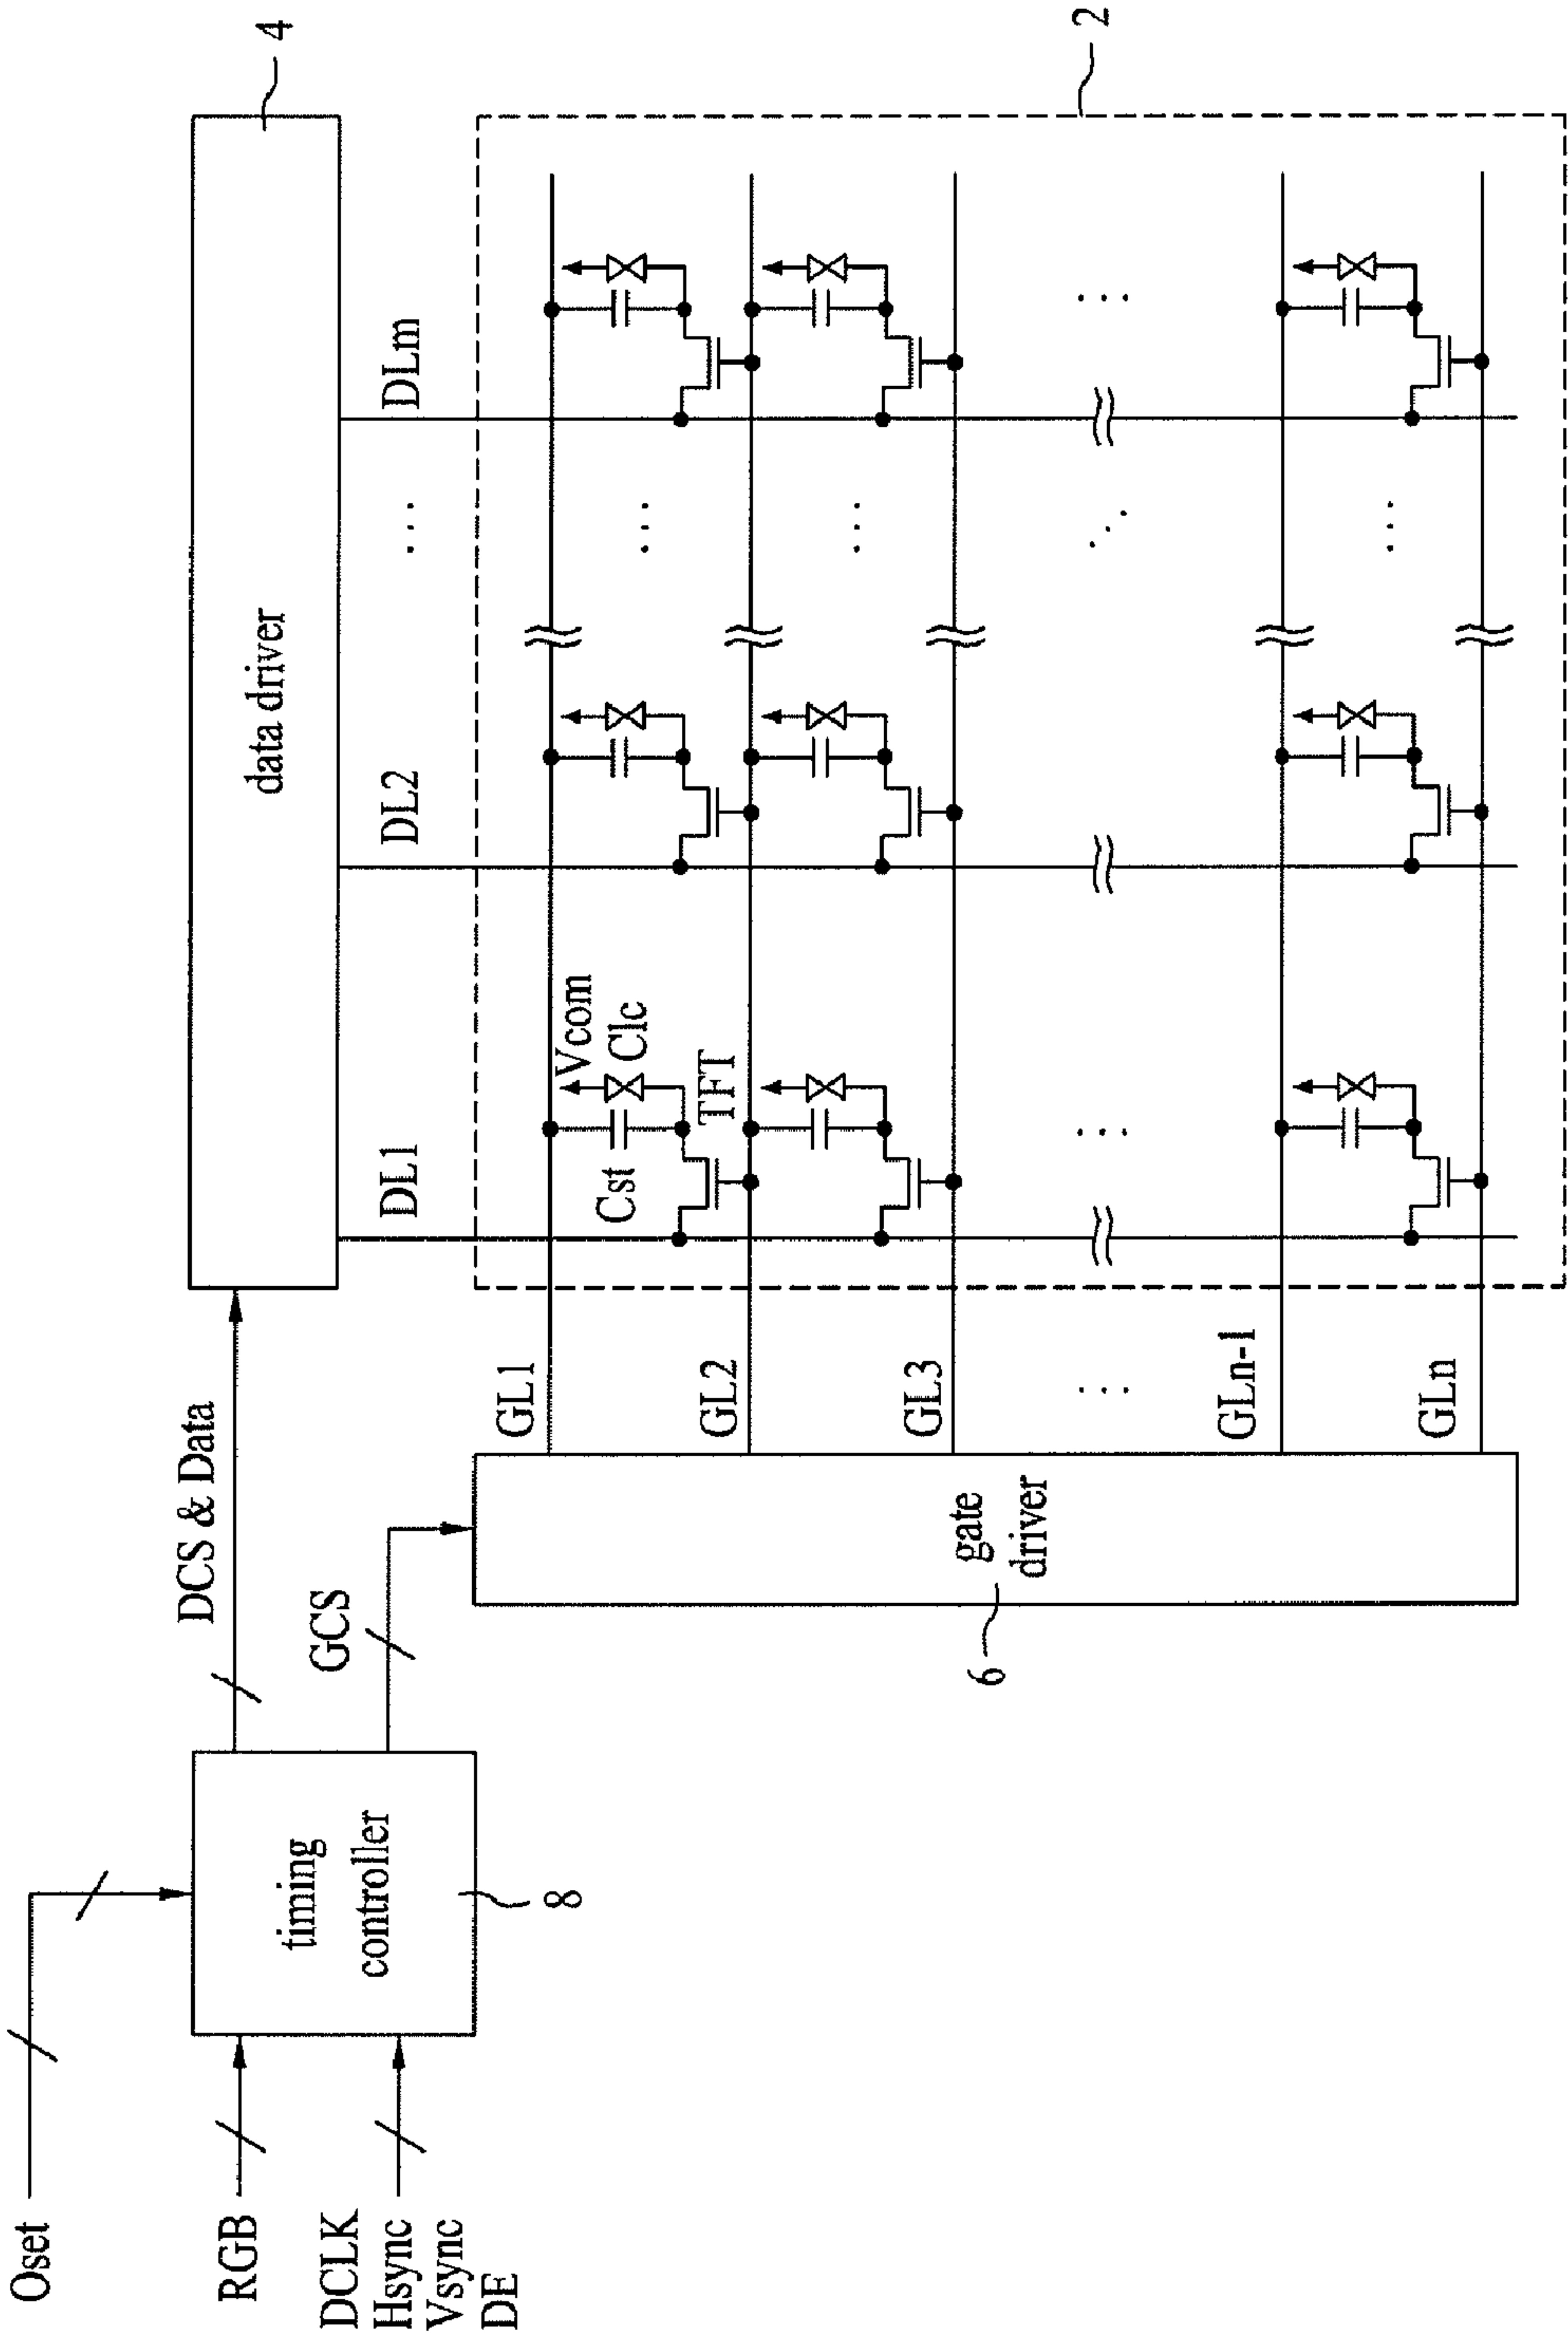 Oset
RGB
DCLK
Hsync
Vsync
DE
timing
controller
8
DCS & Data
GCS
data driver
4
gate
driver
6
DL1
DL2
...
DLm
GL1
GL2
GL3
...
GLn-1
GLn
Vcom
Clc
Cst
TFT
2